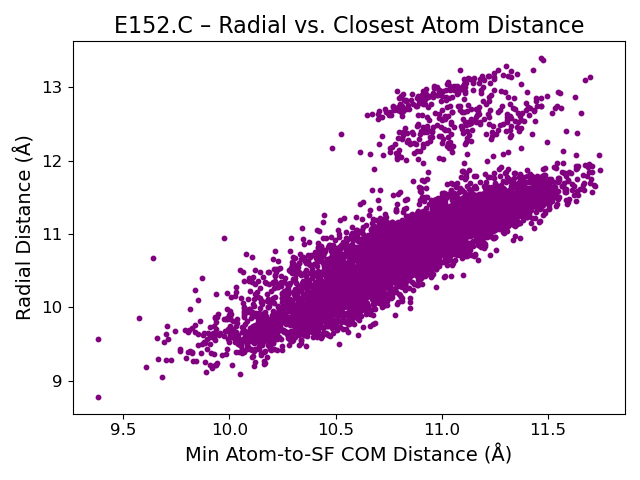 E152.C – Radial vs. Closest Atom Distance
13
12
11
10
9
Radial Distance (Å)
9.5 10.0 10.5 11.0 11.5
Min Atom-to-SF COM Distance (Å)